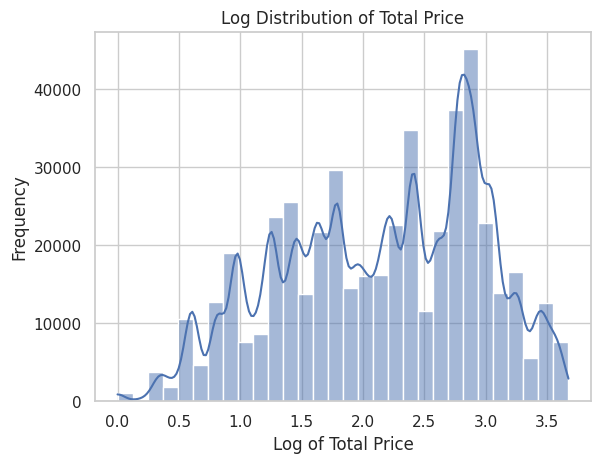 Log Distribution of Total Price
40000
30000
20000
10000
0
Frequency
0.0 0.5 1.0 1.5 2.0 2.5 3.0 3.5
Log of Total Price